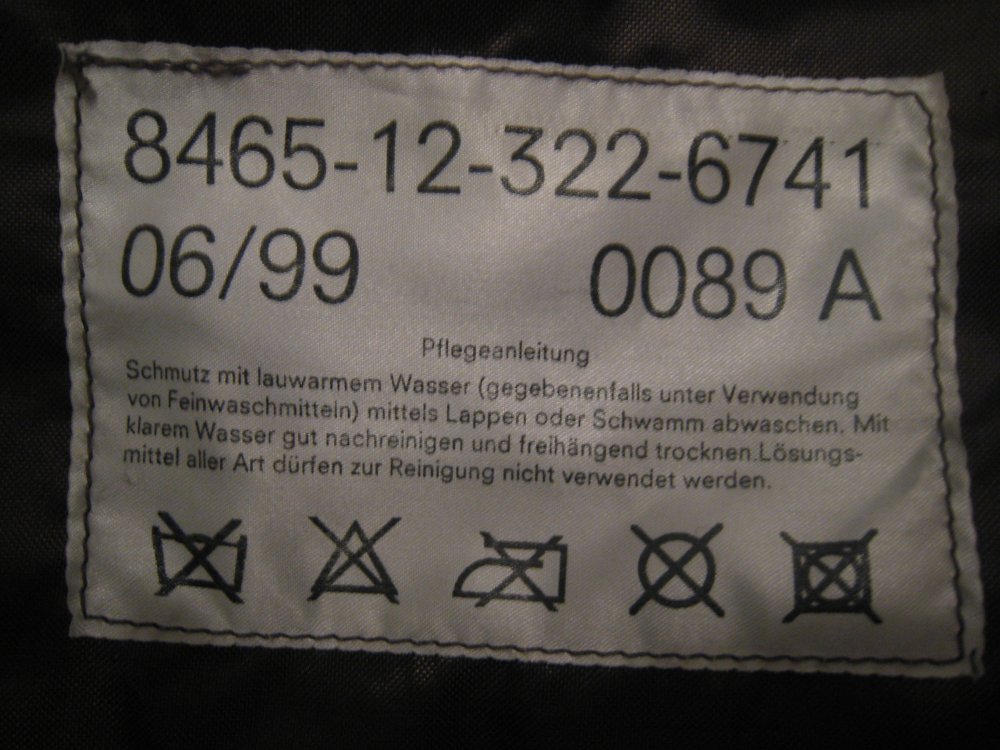 8465-12-322-6741
06/99 0089 A
Pflegeanleitung
Schmutz mit lauwarmem Wasser (gegebenenfalls unter Verwendung
von Feinwaschmitteln) mittels Lappen oder Schwamm abwaschen. Mit
klarem Wasser gut nachreinigen und freihängend trocknen.Lösungs-
mittel aller Art dürfen zur Reinigung nicht verwendet werden.